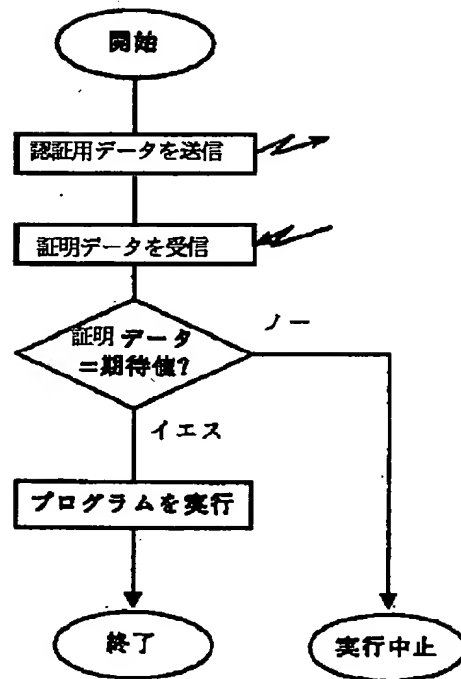 開始
認証用データを送信
証明データを受信
証明データ
=期待値?
ノー
イエス
プログラムを実行
終了
実行中止